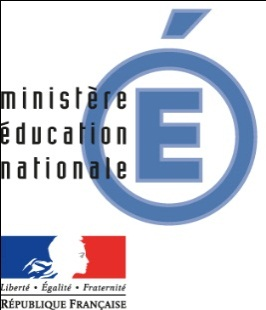 ministère
éducation
nationale
É
Liberté • Égalité • Fraternité
RÉPUBLIQUE FRANÇAISE